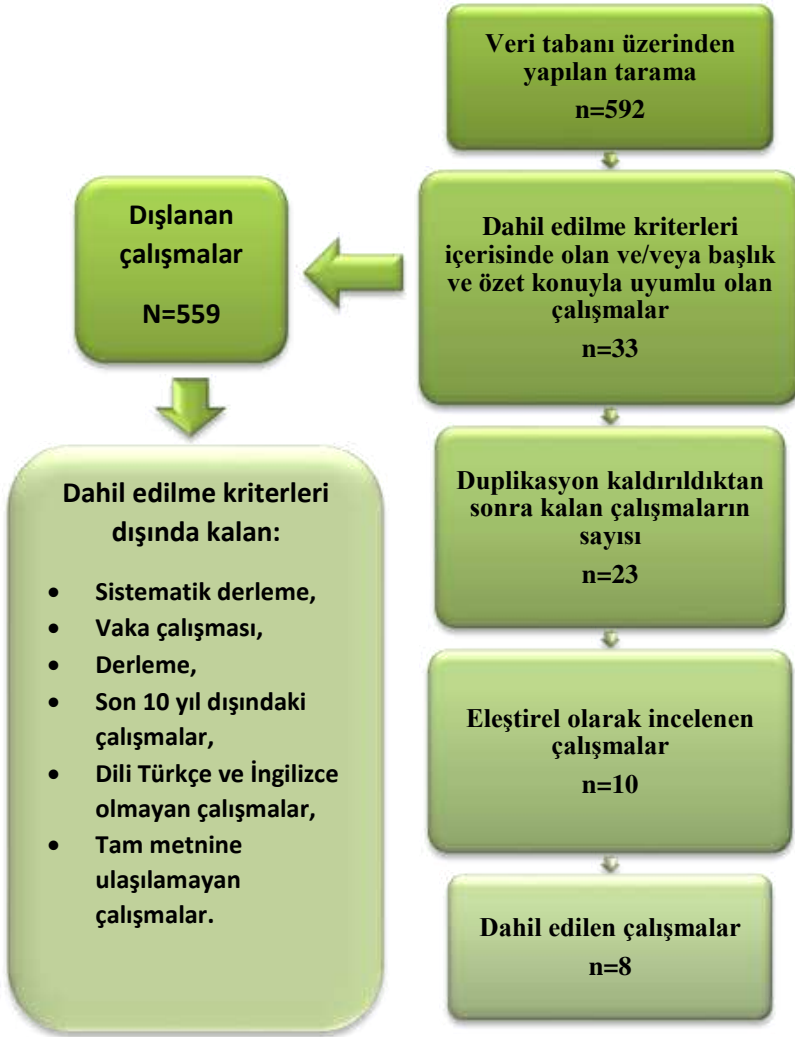 Veri tabanı üzerinden
yapılan tarama
n=592
Dahil edilme kriterleri
içerisinde olan ve/veya başlık
ve özet konuyla uyumlu olan
çalışmalar
n=33
Dışlanan
çalışmalar
N=559
Dahil edilme kriterleri
dışında kalan:
• Sistematik derleme,
• Vaka çalışması,
• Derleme,
• Son 10 yıl dışındaki
çalışmalar,
• Dili Türkçe ve İngilizce
olmayan çalışmalar,
• Tam metnine
ulaşılamayan
çalışmalar.
Duplikasyon kaldırıldıktan
sonra kalan çalışmaların
sayısı
n=23
Eleştirel olarak incelenen
çalışmalar
n=10
Dahil edilen çalışmalar
n=8